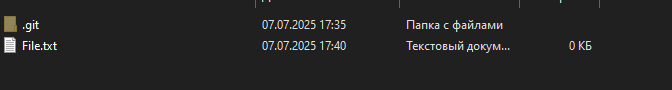 .git 07.07.2025 17:35 Папка с файлами
File.txt 07.07.2025 17:40 Текстовый докум... 0 КБ